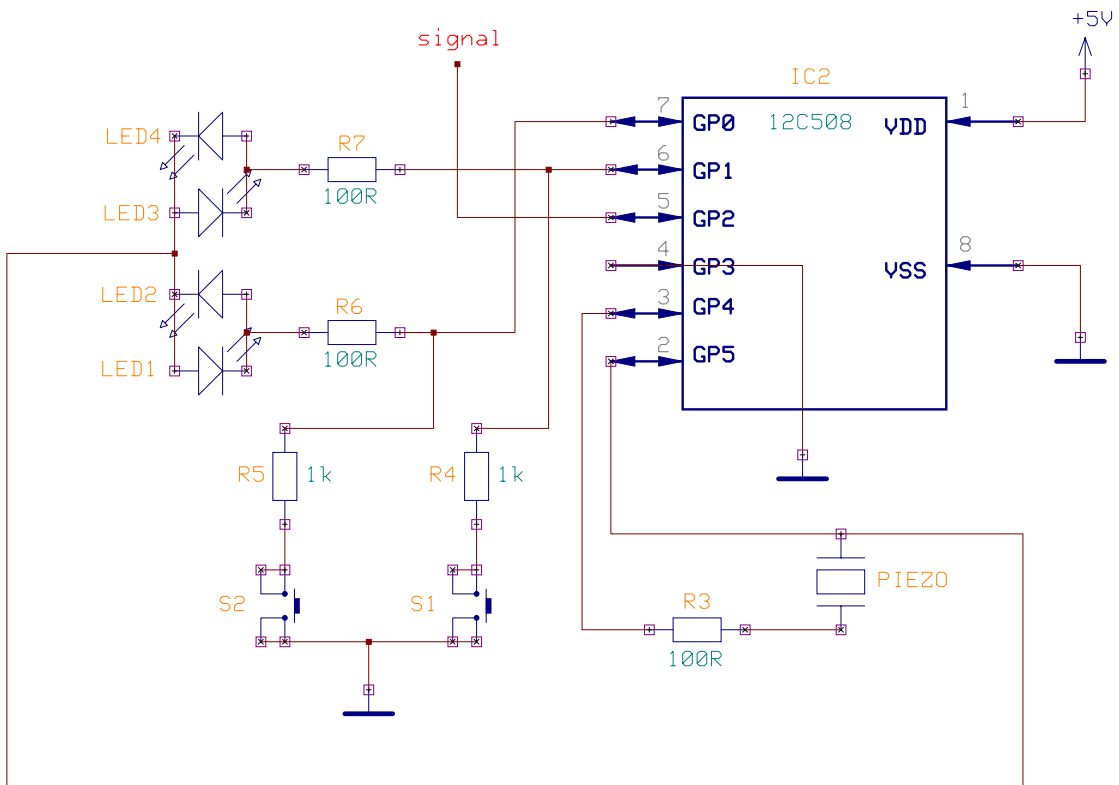 +5V
signal
IC2
7
1
LED4
GP0
12C508
VDD
R7
6
GP1
100R
5
LED3
GP2
4
8
GP3
VSS
LED2
R6
3
GP4
100R
2
LED1
GP5
R5
1k
R4
1k
PIEZO
S2
S1
R3
100R